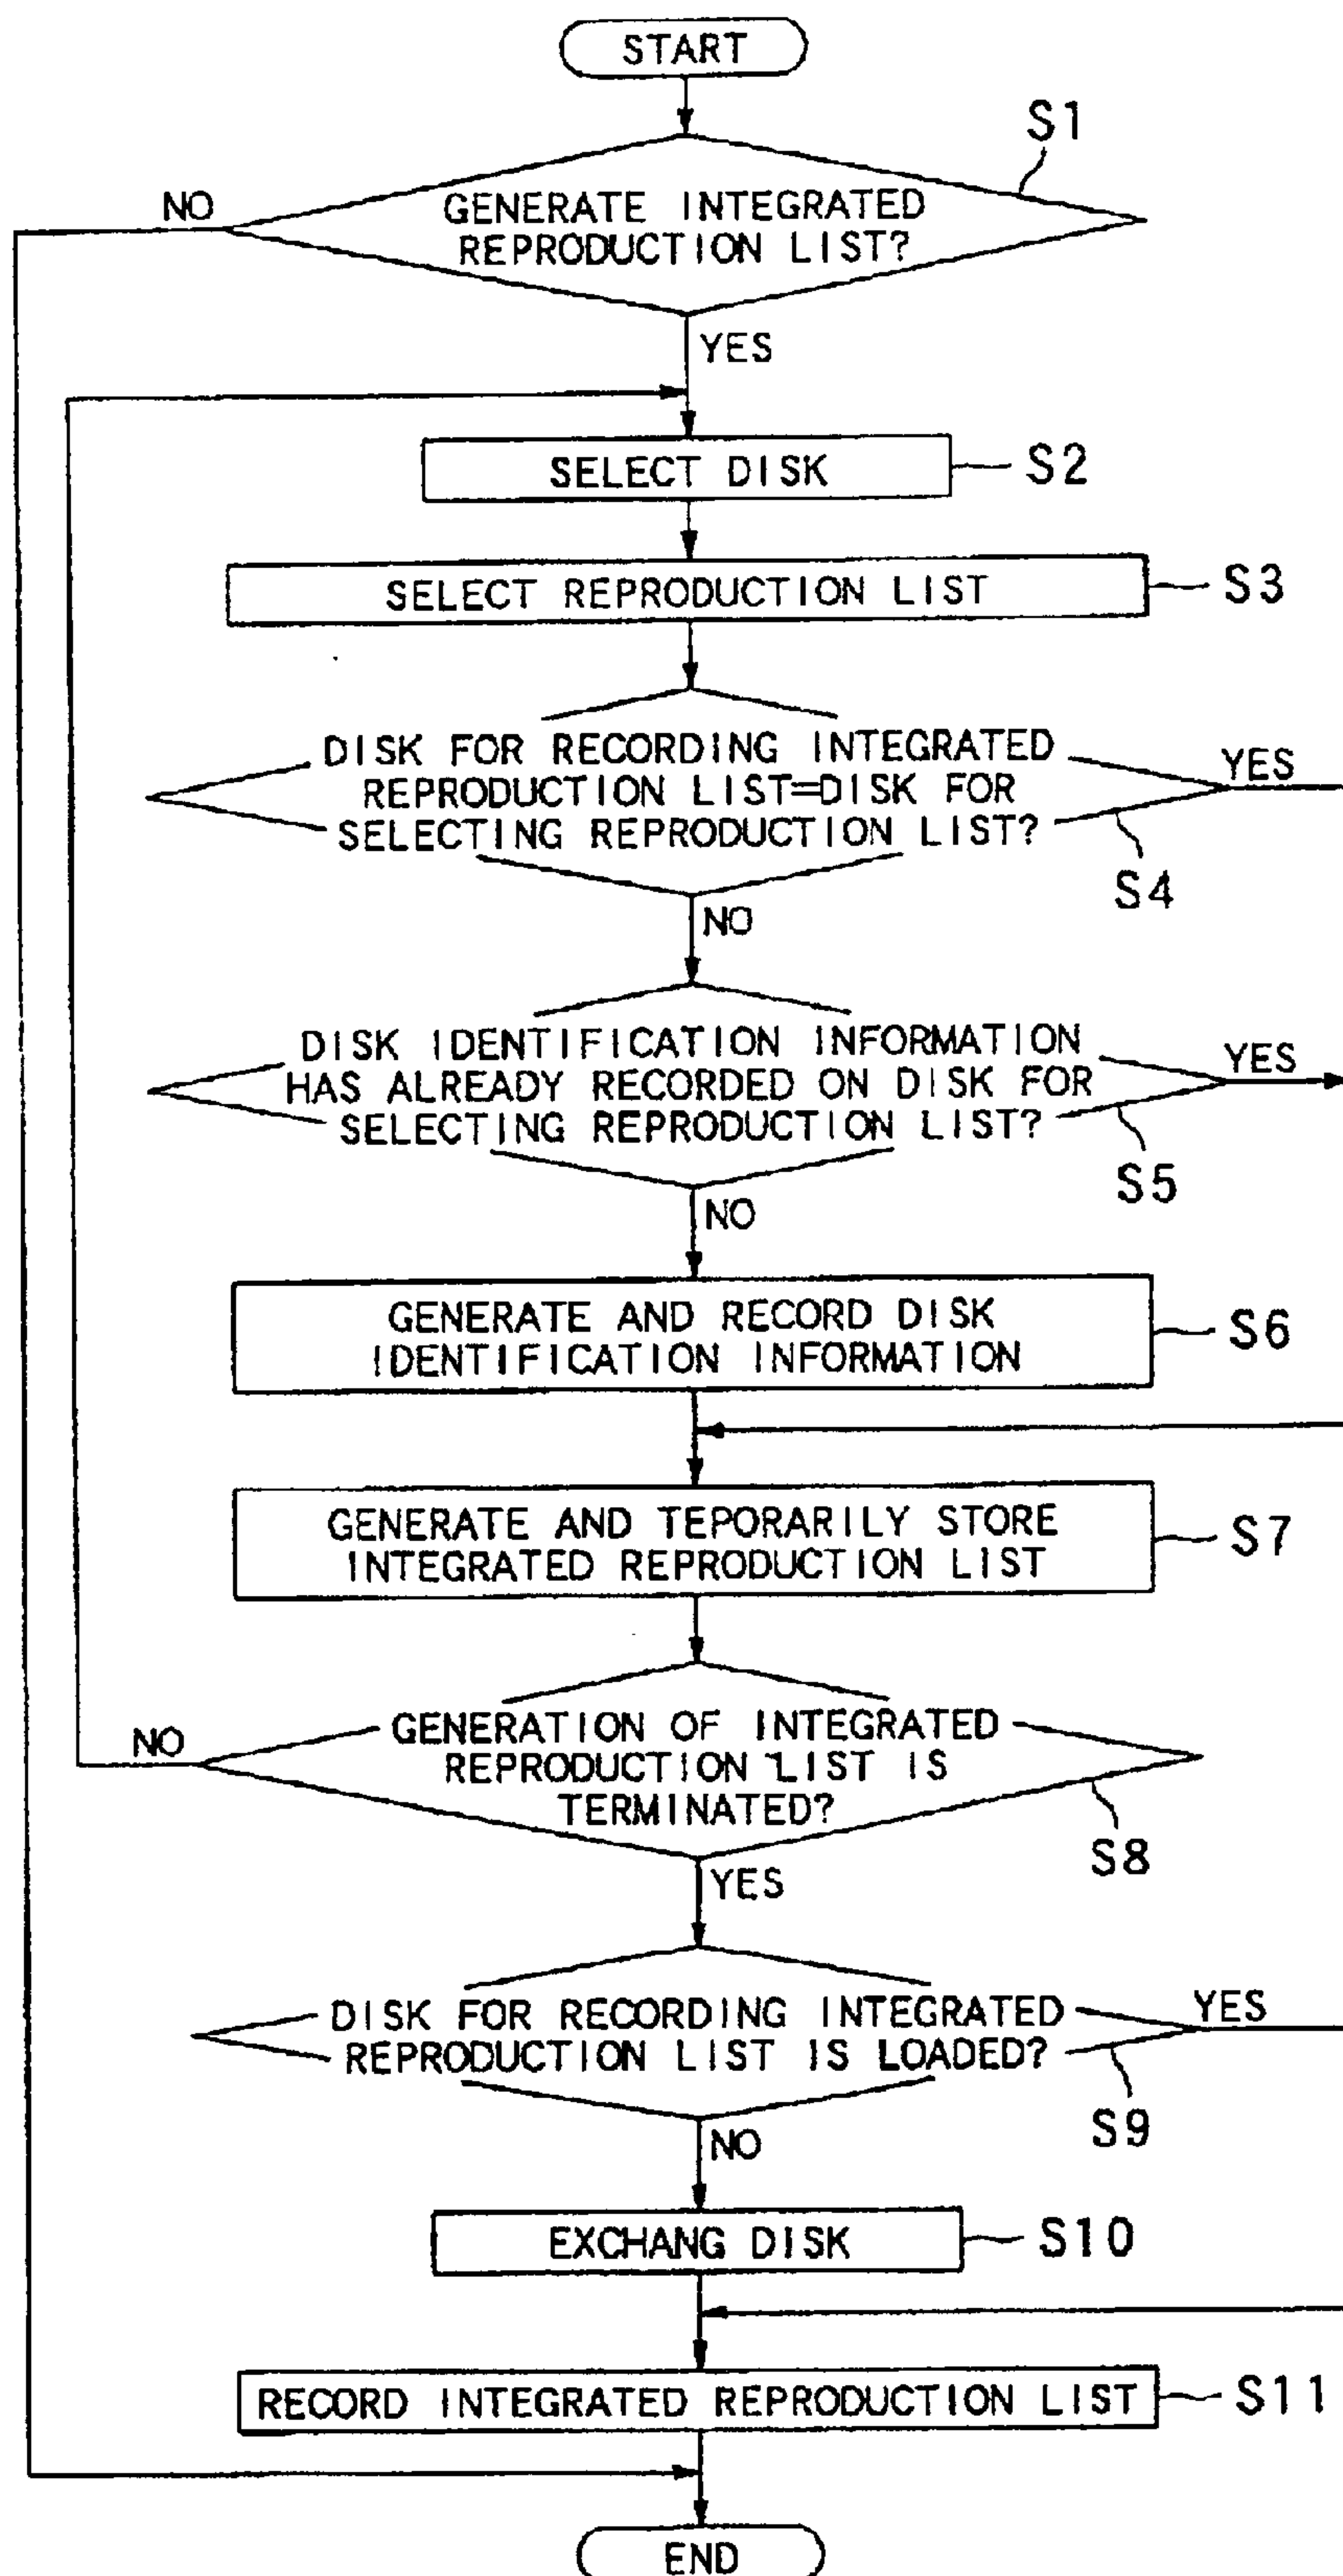 START
S1
NO
GENERATE INTEGRATED
REPRODUCTION LIST?
YES
SELECT DISK
S2
SELECT REPRODUCTION LIST
S3
DISK FOR RECORDING INTEGRATED
REPRODUCTION LIST=DISK FOR
SELECTING REPRODUCTION LIST?
YES
S4
NO
DISK IDENTIFICATION INFORMATION
HAS ALREADY RECORDED ON DISK FOR
SELECTING REPRODUCTION LIST?
YES
S5
NO
GENERATE AND RECORD DISK
IDENTIFICATION INFORMATION
S6
GENERATE AND TEPORARILY STORE
INTEGRATED REPRODUCTION LIST
S7
NO
GENERATION OF INTEGRATED
REPRODUCTION LIST IS
TERMINATED?
S8
YES
DISK FOR RECORDING INTEGRATED
REPRODUCTION LIST IS LOADED?
YES
S9
NO
EXCHANG DISK
S10
RECORD INTEGRATED REPRODUCTION LIST
S11
END